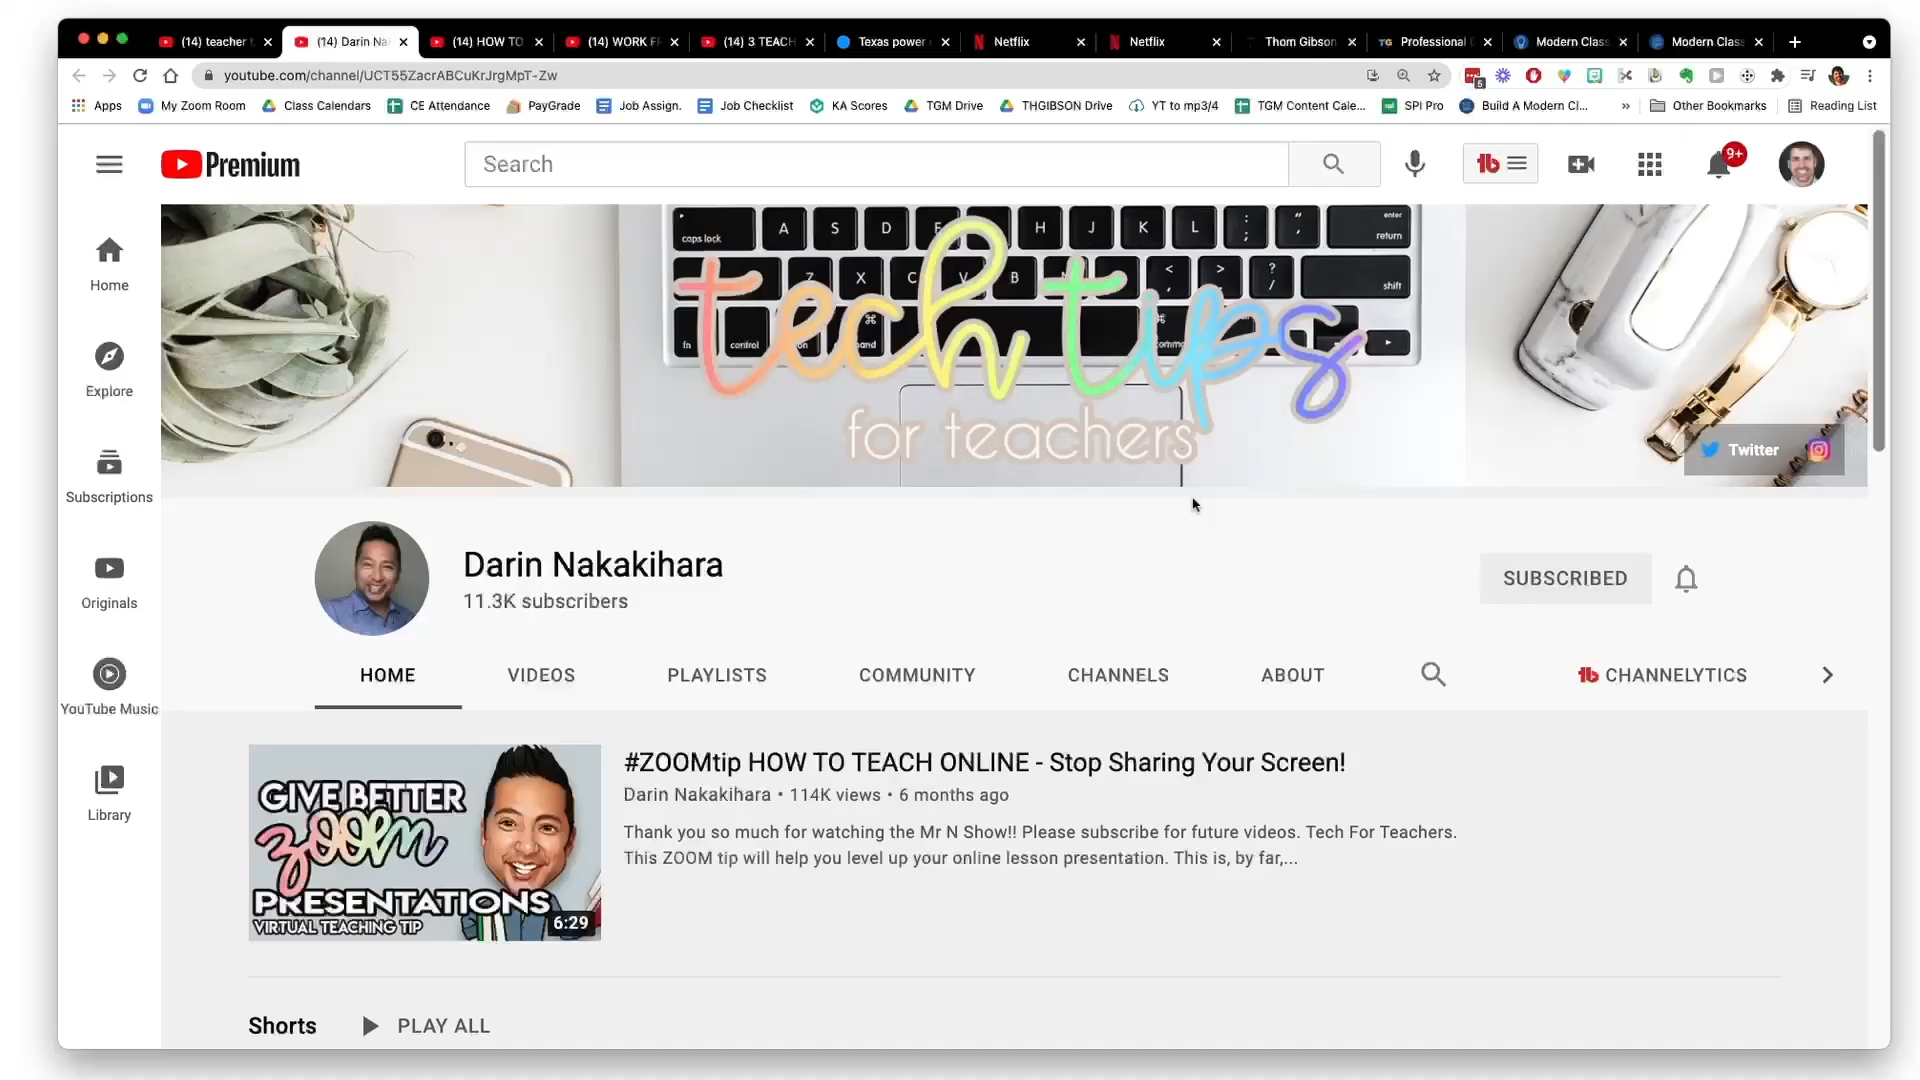 (14) teacher
(14) Darin Na
(14) HOW TO
(14) WORK F
(14) 3 TEACH
Texas power
Netflix
Netflix
Thom Gibson
Professional
Modern Class
Modern Class
youtube.com/channel/UCT55ZacrABCuKrJrgMpT-Zw
5
Apps
My Zoom Room
Class Calendars
CE Attendance
PayGrade
Job Assign.
Job Checklist
KA Scores
TGM Drive
THGIBSON Drive
YT to mp3/4
TGM Content Cale...
SPI Pro
Build A Modern Cl...
»
Other Bookmarks
Reading List
Premium
Search
9+
caps lock A S D F H J K L : ; " ' enter return
Z X C V B < , > . ? / shift
fn control
tech tips
for teachers
Twitter
Home
Explore
Subscriptions
Originals
YouTube Music
Library
Darin Nakakihara
11.3K subscribers
SUBSCRIBED
HOME
VIDEOS
PLAYLISTS
COMMUNITY
CHANNELS
ABOUT
CHANNELYTICS
GIVE BETTER
zoom
PRESENTATIONS
VIRTUAL TEACHING TIP
6:29
#ZOOMtip HOW TO TEACH ONLINE - Stop Sharing Your Screen!
Darin Nakakihara • 114K views • 6 months ago
Thank you so much for watching the Mr N Show!! Please subscribe for future videos. Tech For Teachers.
This ZOOM tip will help you level up your online lesson presentation. This is, by far,...
Shorts
PLAY ALL